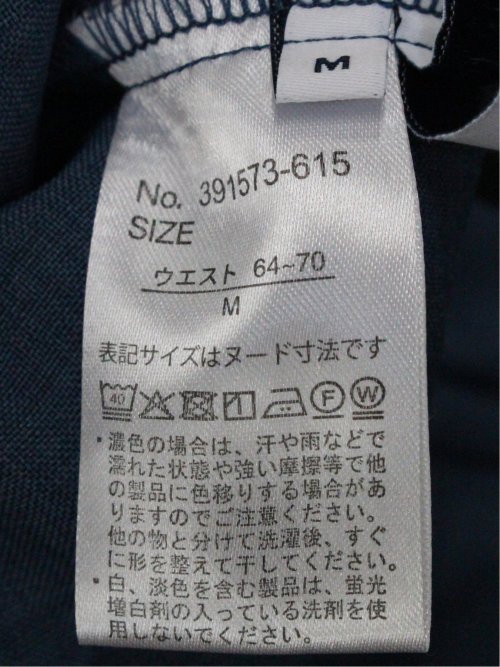 M
No. 391573-615
SIZE
ウエスト 64~70
M
表記サイズはヌード寸法です
40 F W
・濃色の場合は、汗や雨などで
濡れた状態や強い摩擦等で他
の製品に色移りする場合があ
りますのでご注意ください。
他の物と分けて洗濯後、すぐ
に形を整えて干してください。
・白、淡色を含む製品は、蛍光
増白剤の入っている洗剤を使
用しないでください。